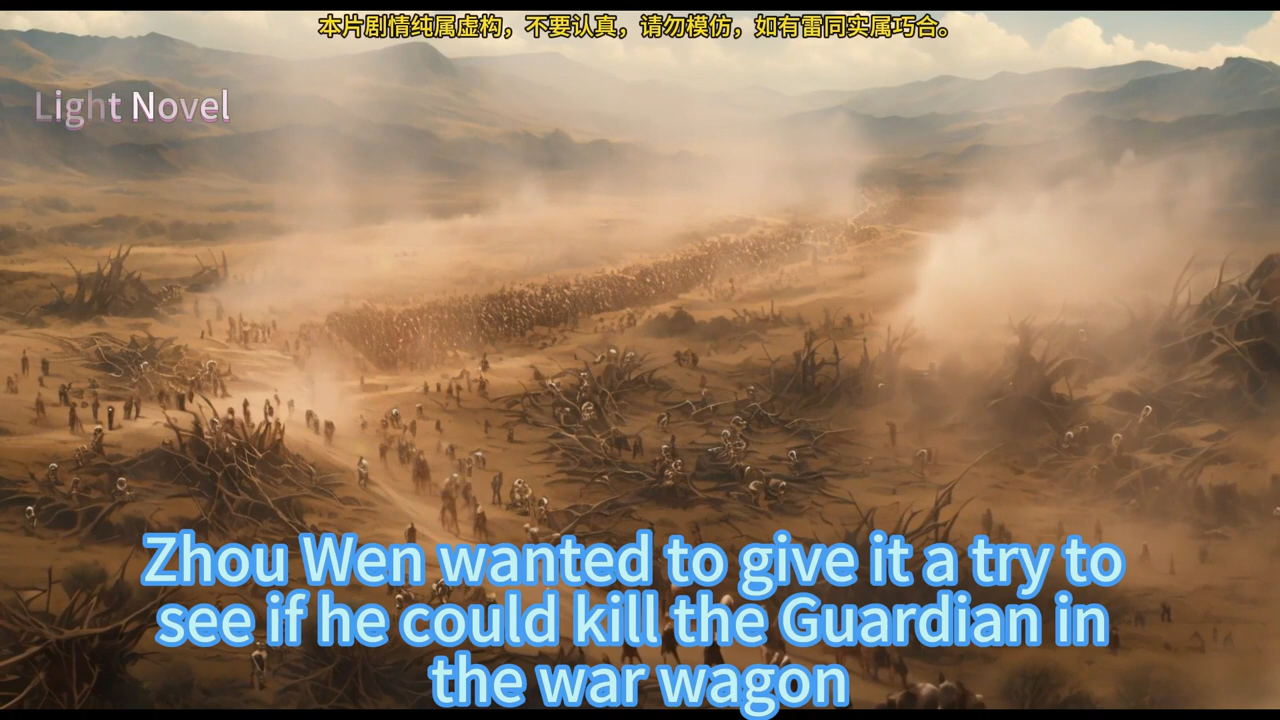 本片剧情纯属虚构，不要认真，请勿模仿，如有雷同实属巧合。
Light Novel
Zhou Wen wanted to give it a try to
see if he could kill the Guardian in
the war wagon